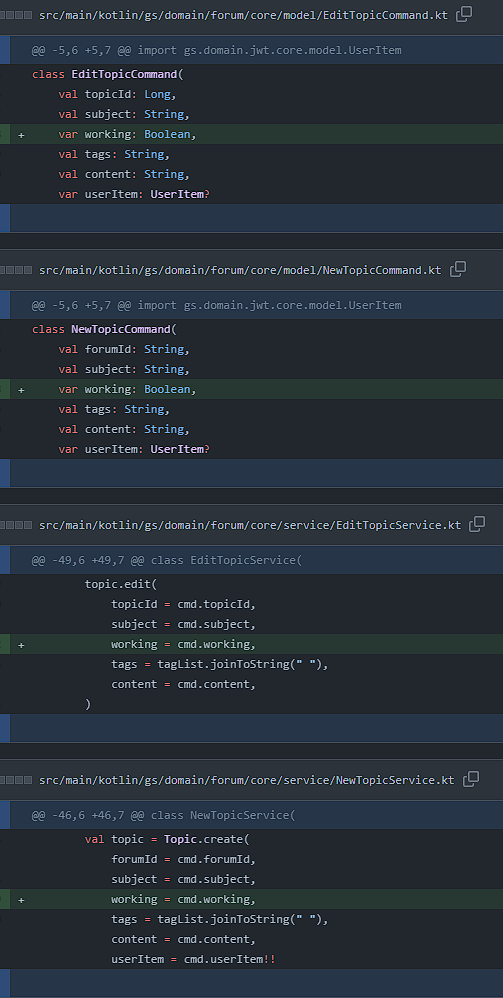 src/main/kotlin/gs/domain/forum/core/model/EditTopicCommand.kt
@@ -5,6 +5,7 @@ import gs.domain.jwt.core.model.UserItem
class EditTopicCommand(
val topicId: Long,
val subject: String,
+ var working: Boolean,
val tags: String,
val content: String,
var userItem: UserItem?
src/main/kotlin/gs/domain/forum/core/model/NewTopicCommand.kt
@@ -5,6 +5,7 @@ import gs.domain.jwt.core.model.UserItem
class NewTopicCommand(
val forumId: String,
val subject: String,
+ var working: Boolean,
val tags: String,
val content: String,
var userItem: UserItem?
src/main/kotlin/gs/domain/forum/core/service/EditTopicService.kt
@@ -49,6 +49,7 @@ class EditTopicService(
topic.edit(
topicId = cmd.topicId,
subject = cmd.subject,
+ working = cmd.working,
tags = tagList.joinToString(" "),
content = cmd.content,
)
src/main/kotlin/gs/domain/forum/core/service/NewTopicService.kt
@@ -46,6 +46,7 @@ class NewTopicService(
val topic = Topic.create(
forumId = cmd.forumId,
subject = cmd.subject,
+ working = cmd.working,
tags = tagList.joinToString(" "),
content = cmd.content,
userItem = cmd.userItem!!